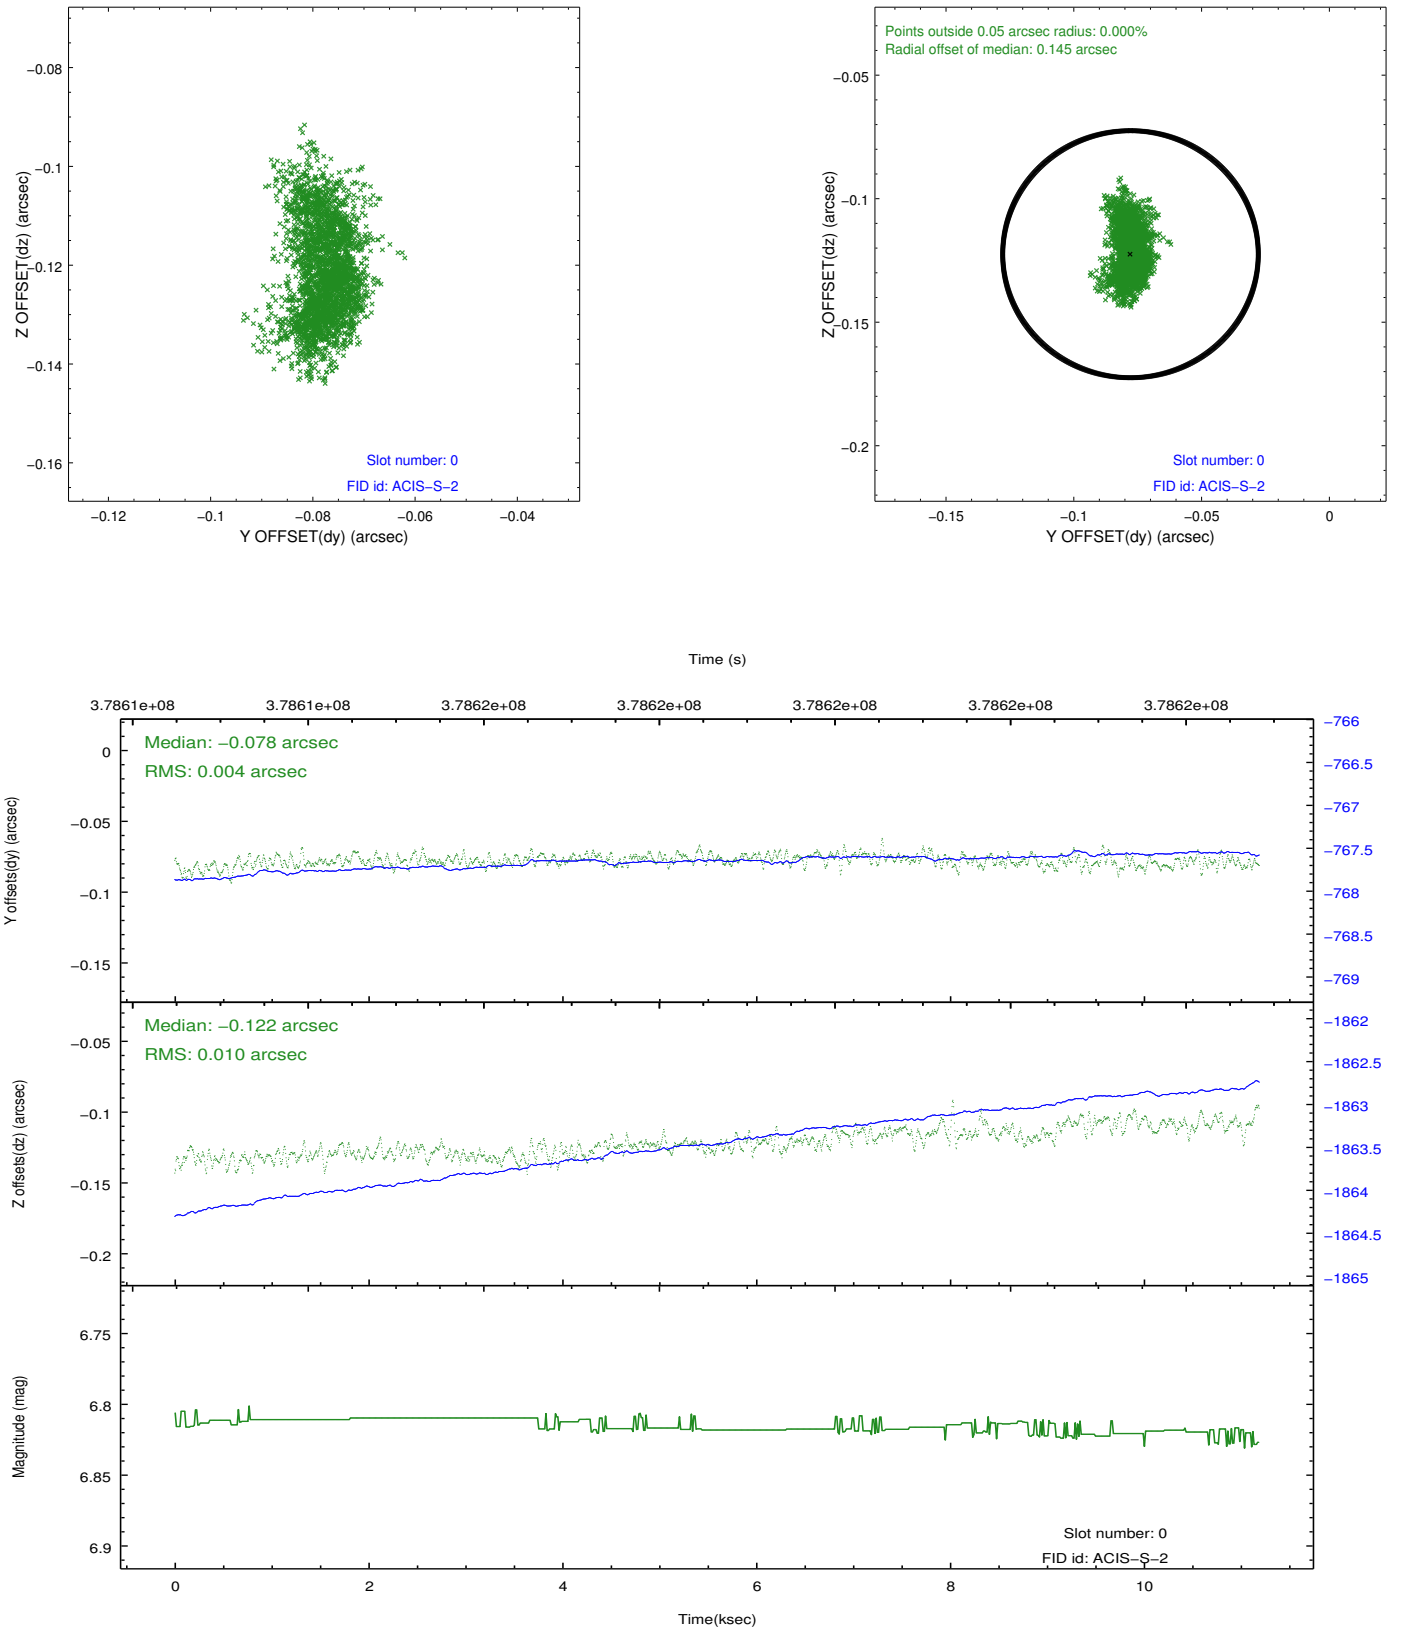 −0.08
−0.1
−0.12
−0.14
−0.16
Z OFFSET(dz) (arcsec)
Slot number: 0
FID id: ACIS−S−2
−0.12
−0.1
−0.08
−0.06
−0.04
Y OFFSET(dy) (arcsec)
Points outside 0.05 arcsec radius: 0.000%
Radial offset of median: 0.145 arcsec
−0.05
−0.1
−0.15
−0.2
Z OFFSET(dz) (arcsec)
Slot number: 0
FID id: ACIS−S−2
−0.15
−0.1
−0.05
0
Y OFFSET(dy) (arcsec)
Time (s)
3.7861e+08
3.7861e+08
3.7862e+08
3.7862e+08
3.7862e+08
3.7862e+08
3.7862e+08
Median: −0.078 arcsec
RMS: 0.004 arcsec
0
−0.05
−0.1
−0.15
Y offsets(dy) (arcsec)
−766
−766.5
−767
−767.5
−768
−768.5
−769
Median: −0.122 arcsec
RMS: 0.010 arcsec
−0.05
−0.1
−0.15
−0.2
Z offsets(dz) (arcsec)
−1862
−1862.5
−1863
−1863.5
−1864
−1864.5
−1865
6.75
6.8
6.85
6.9
Magnitude (mag)
Slot number: 0
FID id: ACIS−S−2
0
2
4
6
8
10
Time(ksec)